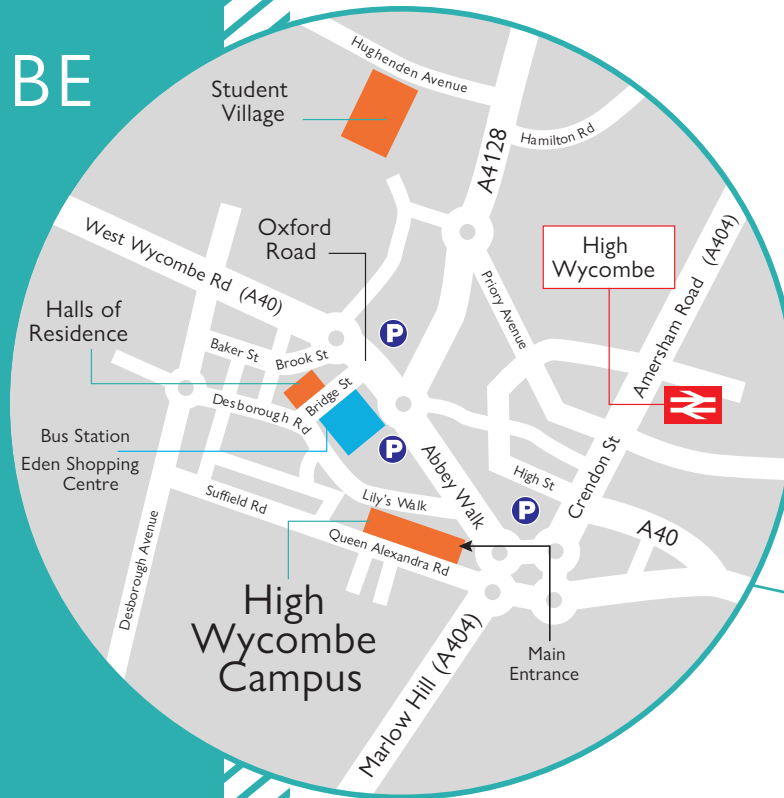 BE
Hughenden Avenue
Student
Village
A4128
Hamilton Rd
West Wycombe Rd (A40)
Oxford
Road
High
Wycombe
Amersham Road (A404)
Priory Avenue
Halls of
Residence
P
Baker St
Brook St
Bridge St
Desborough Rd
Bus Station
Eden Shopping
Centre
P
Abbey Walk
High St
Crendon St
Suffield Rd
Lily's Walk
P
A40
Queen Alexandra Rd
Desborough Avenue
High
Wycombe
Campus
Main
Entrance
Marlow Hill (A404)